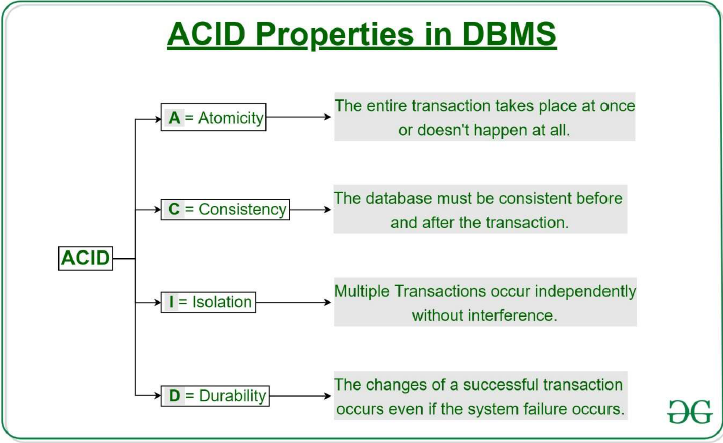 ACID Properties in DBMS
A = Atomicity
The entire transaction takes place at once
or doesn't happen at all.
C = Consistency
The database must be consistent before
and after the transaction.
ACID
I = Isolation
Multiple Transactions occur independently
without interference.
D = Durability
The changes of a successful transaction
occurs even if the system failure occurs.